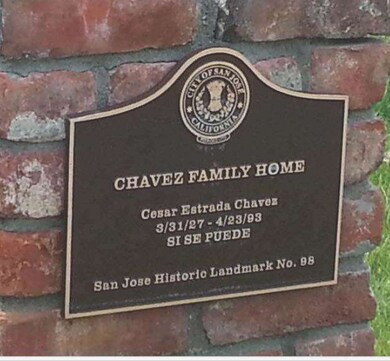 CITY OF SAN JOSE
CALIFORNIA
CHAVEZ FAMILY HOME
Cesar Estrada Chavez
3/31/27 - 4/23/93
SI SE PUEDE
San Jose Historic Landmark No. 98